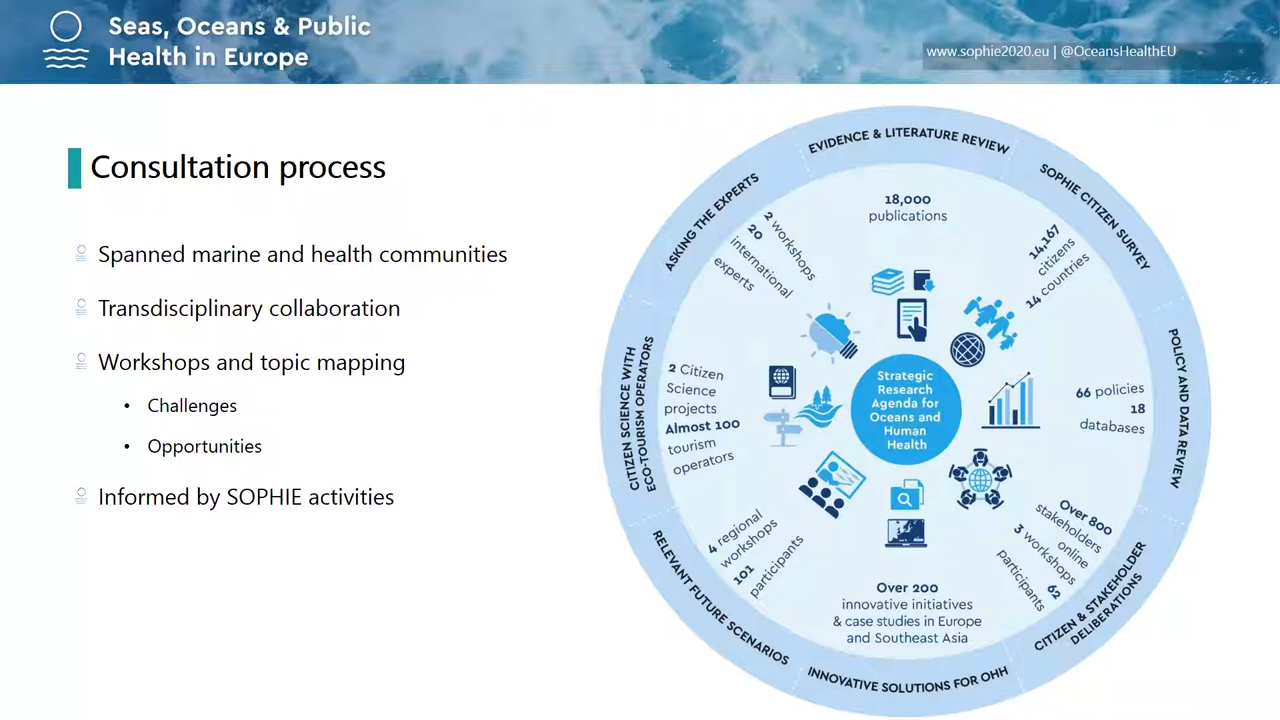 Seas, Oceans & Public
Health in Europe
www.sophie2020.eu | @OceansHealthEU
Consultation process
Spanned marine and health communities
Transdisciplinary collaboration
Workshops and topic mapping
• Challenges
• Opportunities
Informed by SOPHIE activities
EVIDENCE & LITERATURE REVIEW
18,000
publications
SOPHIE CITIZEN SURVEY
14,167
citizens
14 countries
POLICY AND DATA REVIEW
66 policies
18
databases
CITIZEN & STAKEHOLDER
DELIBERATIONS
Over 800
stakeholders
online
3 workshops
62
participants
INNOVATIVE SOLUTIONS FOR OHH
Over 200
innovative initiatives
& case studies in Europe
and Southeast Asia
RELEVANT FUTURE SCENARIOS
4 regional
workshops
101
participants
CITIZEN SCIENCE WITH
ECO-TOURISM OPERATORS
2 Citizen
Science
projects
Almost 100
tourism
operators
ASKING THE EXPERTS
2 workshops
20
international
experts
Strategic
Research
Agenda for
Oceans and
Human
Health